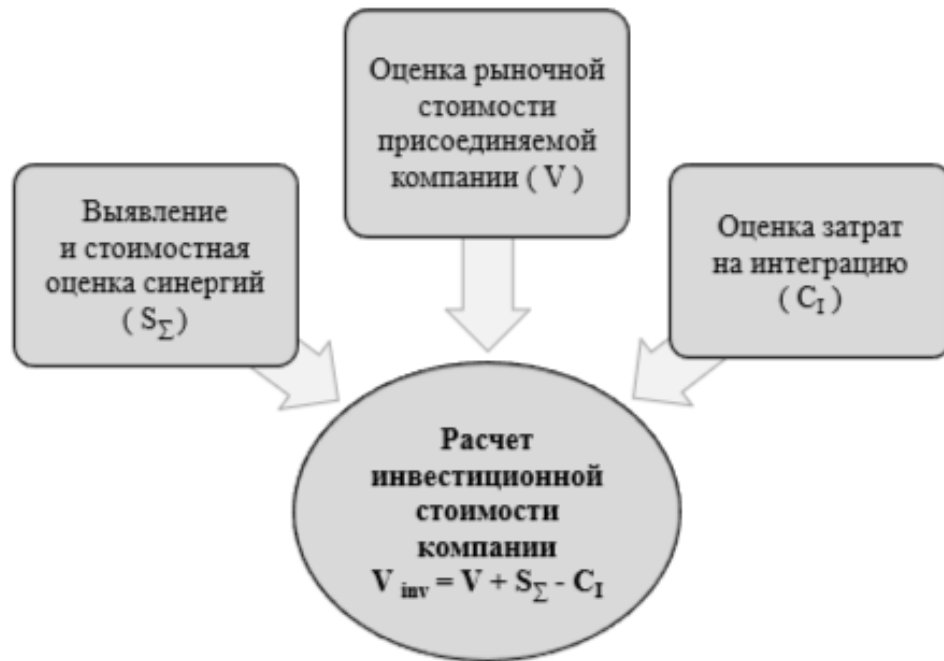 Оценка рыночной
стоимости
присоединяемой
компании ( V )
Выявление
и стоимостная
оценка синергий
( S∑ )
Оценка затрат
на интеграцию
( CI )
Расчет
инвестиционной
стоимости
компании
V inv = V + S∑ - CI